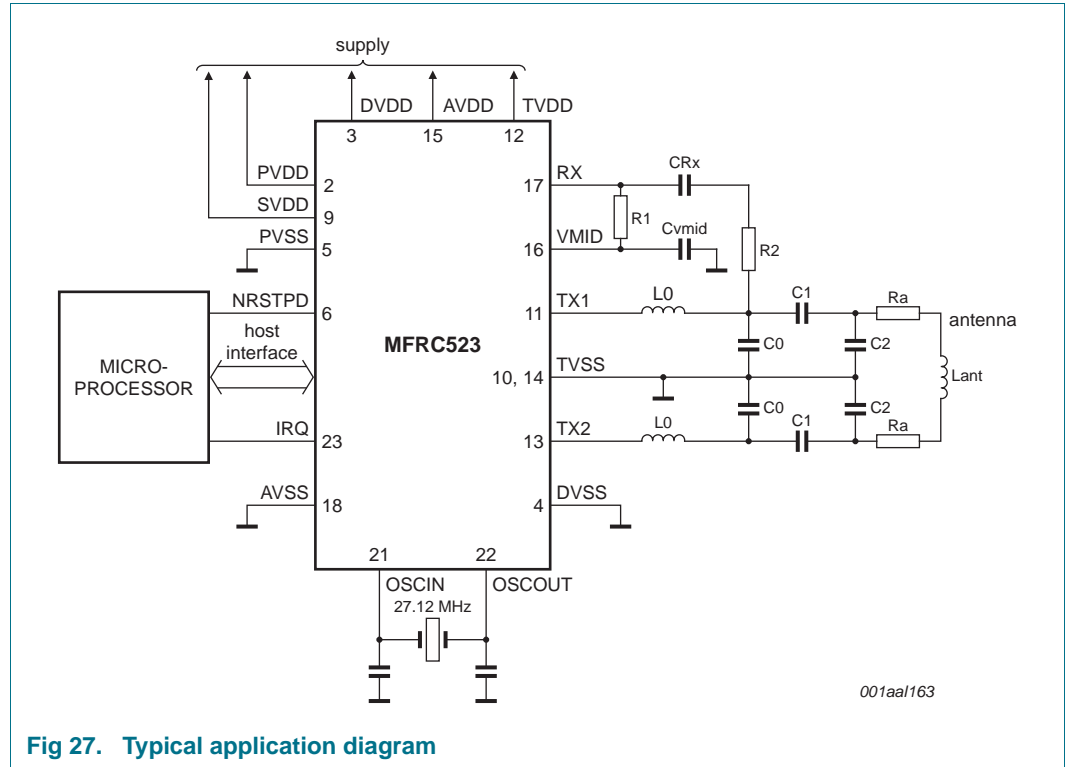 supply
DVDD AVDD TVDD
3 15 12
PVDD 2
SVDD 9
PVSS 5
NRSTPD 6
host
interface
MICRO-
PROCESSOR
IRQ 23
AVSS 18
MFRC523
17 RX
CRx
R1
16 VMID
Cvmid
R2
11 TX1
L0
C1
Ra
antenna
C0
C2
10, 14 TVSS
Lant
C0
C2
13 TX2
L0
C1
Ra
4 DVSS
21 22
OSCIN OSCOUT
27.12 MHz
001aal163
Fig 27. Typical application diagram